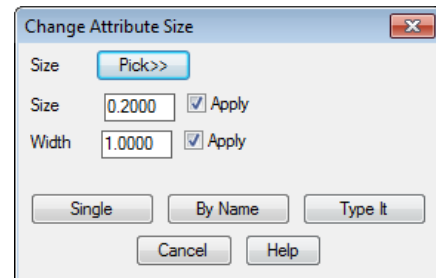 Change Attribute Size
Size Pick>>
Size 0.2000 Apply
Width 1.0000 Apply
Single By Name Type It
Cancel Help